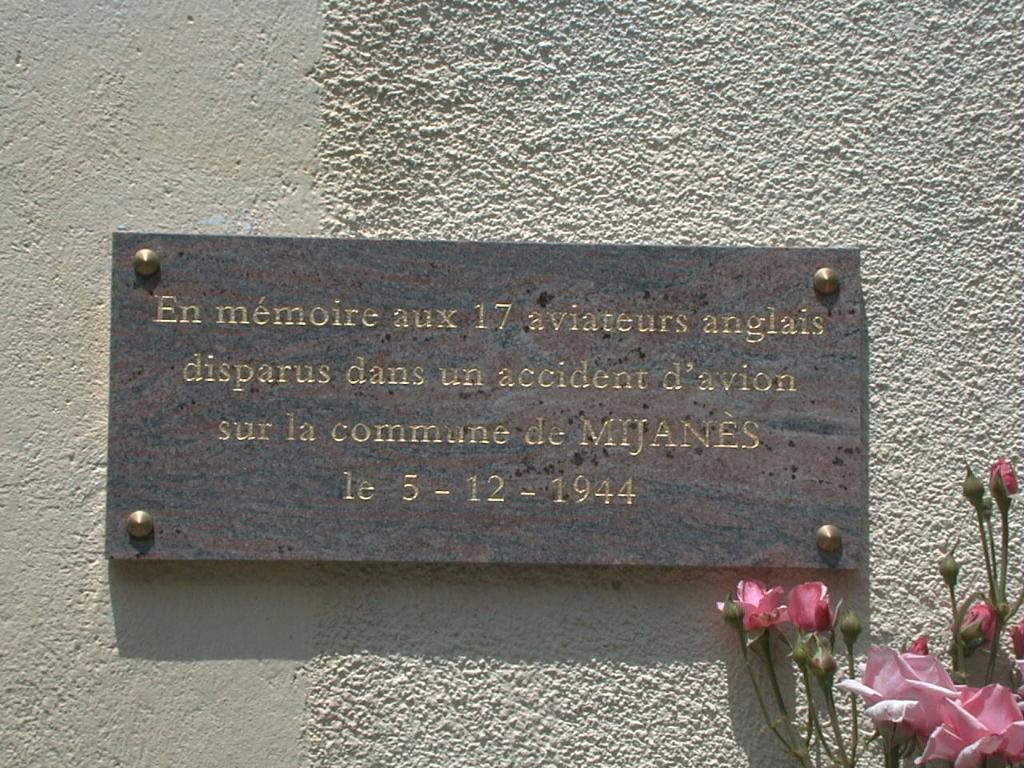 En mémoire aux 17 aviateurs anglais
disparus dans un accident d'avion
sur la commune de MIJANÈS
le 5 - 12 - 1944